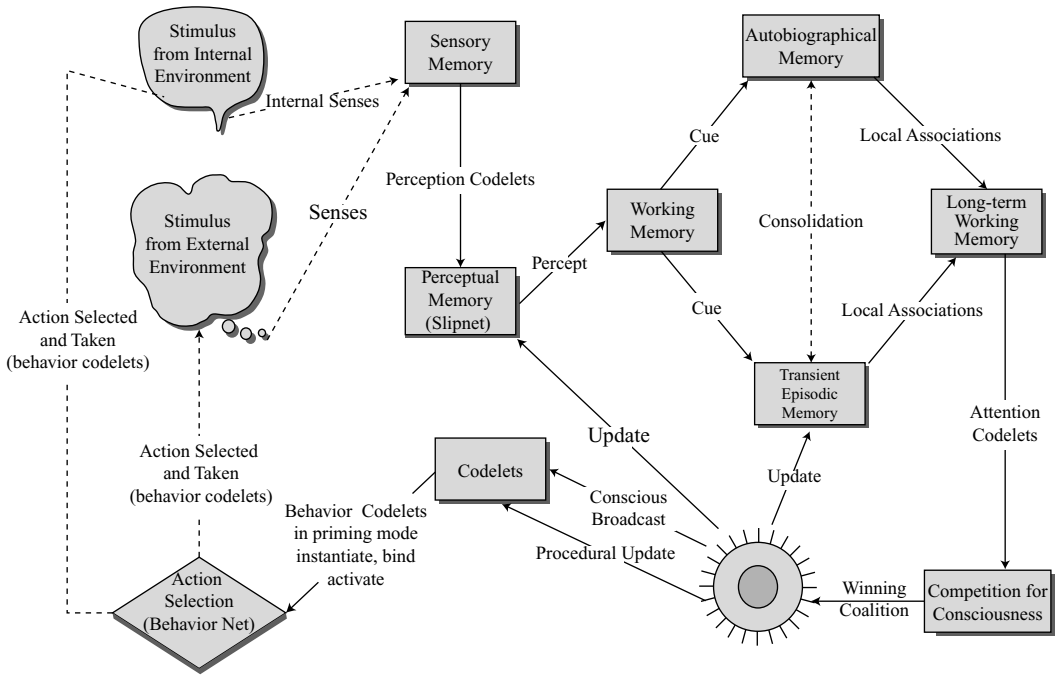 Stimulus
from Internal
Environment
Internal Senses
Sensory
Memory
Autobiographical
Memory
Cue
Local Associations
Perception Codelets
Stimulus
from External
Environment
Senses
Working
Memory
Consolidation
Long-term
Working
Memory
Percept
Perceptual
Memory
(Slipnet)
Cue
Local Associations
Action Selected
and Taken
(behavior codelets)
Transient
Episodic
Memory
Attention
Codelets
Update
Action Selected
and Taken
(behavior codelets)
Codelets
Update
Conscious
Broadcast
Behavior Codelets
in priming mode
instantiate, bind
activate
Procedural Update
Action
Selection
(Behavior Net)
Winning
Coalition
Competition for
Consciousness